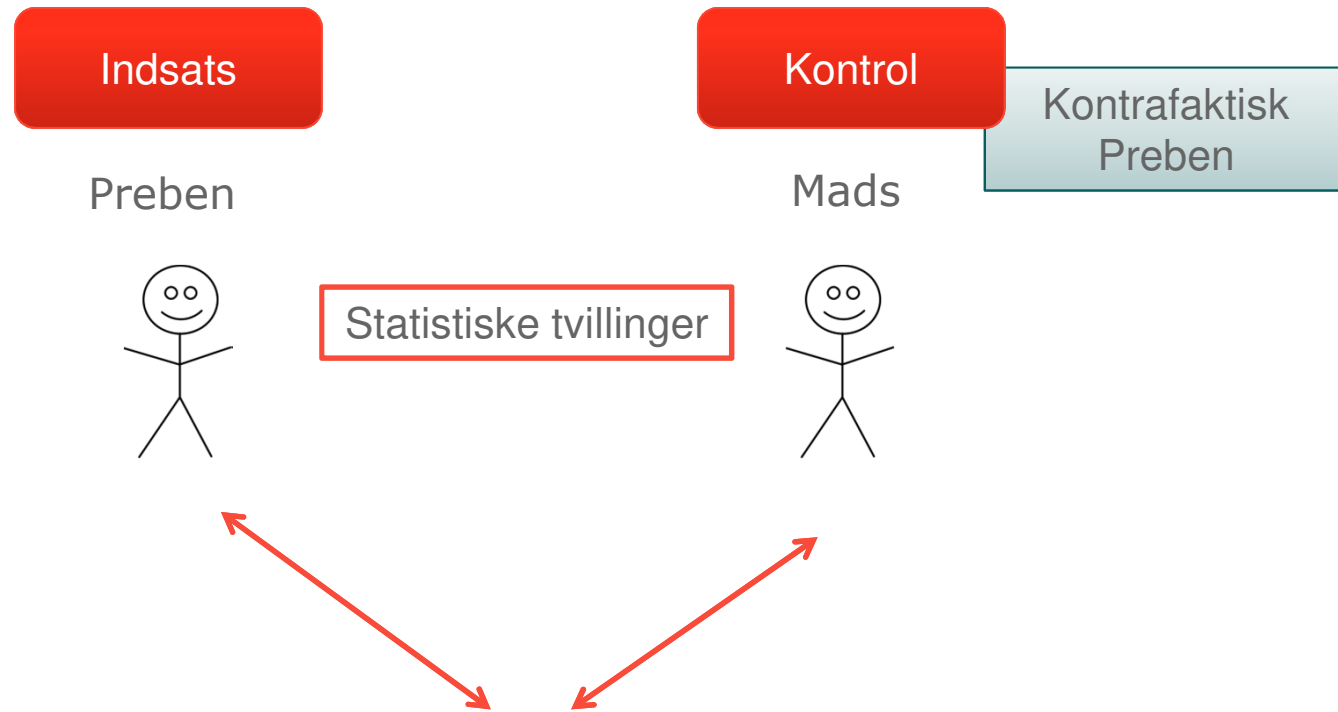 Indsats
Kontrol
Kontrafaktisk
Preben
Preben
Mads
Statistiske tvillinger